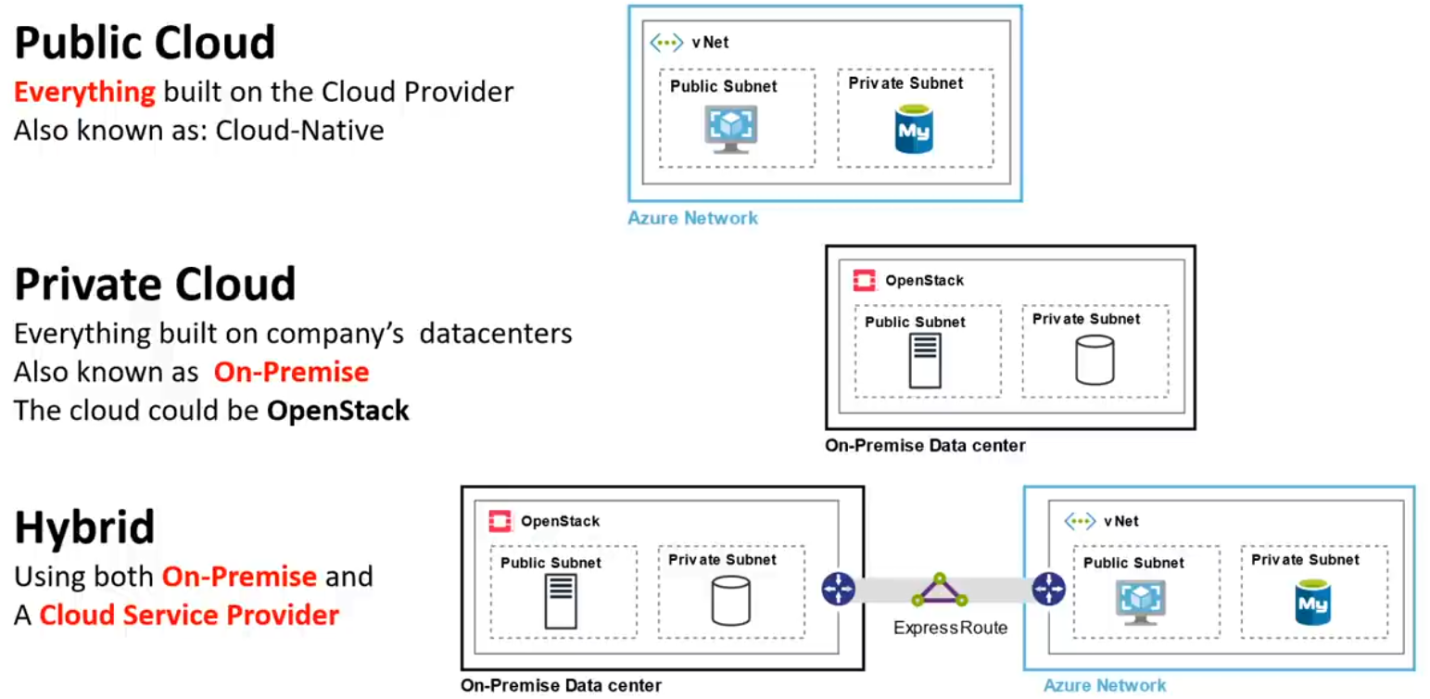 Public Cloud
Everything built on the Cloud Provider
Also known as: Cloud-Native
vNet
Public Subnet
Private Subnet
My
Azure Network
Private Cloud
Everything built on company’s datacenters
Also known as On-Premise
The cloud could be OpenStack
OpenStack
Public Subnet
Private Subnet
On-Premise Data center
Hybrid
Using both On-Premise and
A Cloud Service Provider
OpenStack
Public Subnet
Private Subnet
On-Premise Data center
ExpressRoute
vNet
Public Subnet
Private Subnet
My
Azure Network